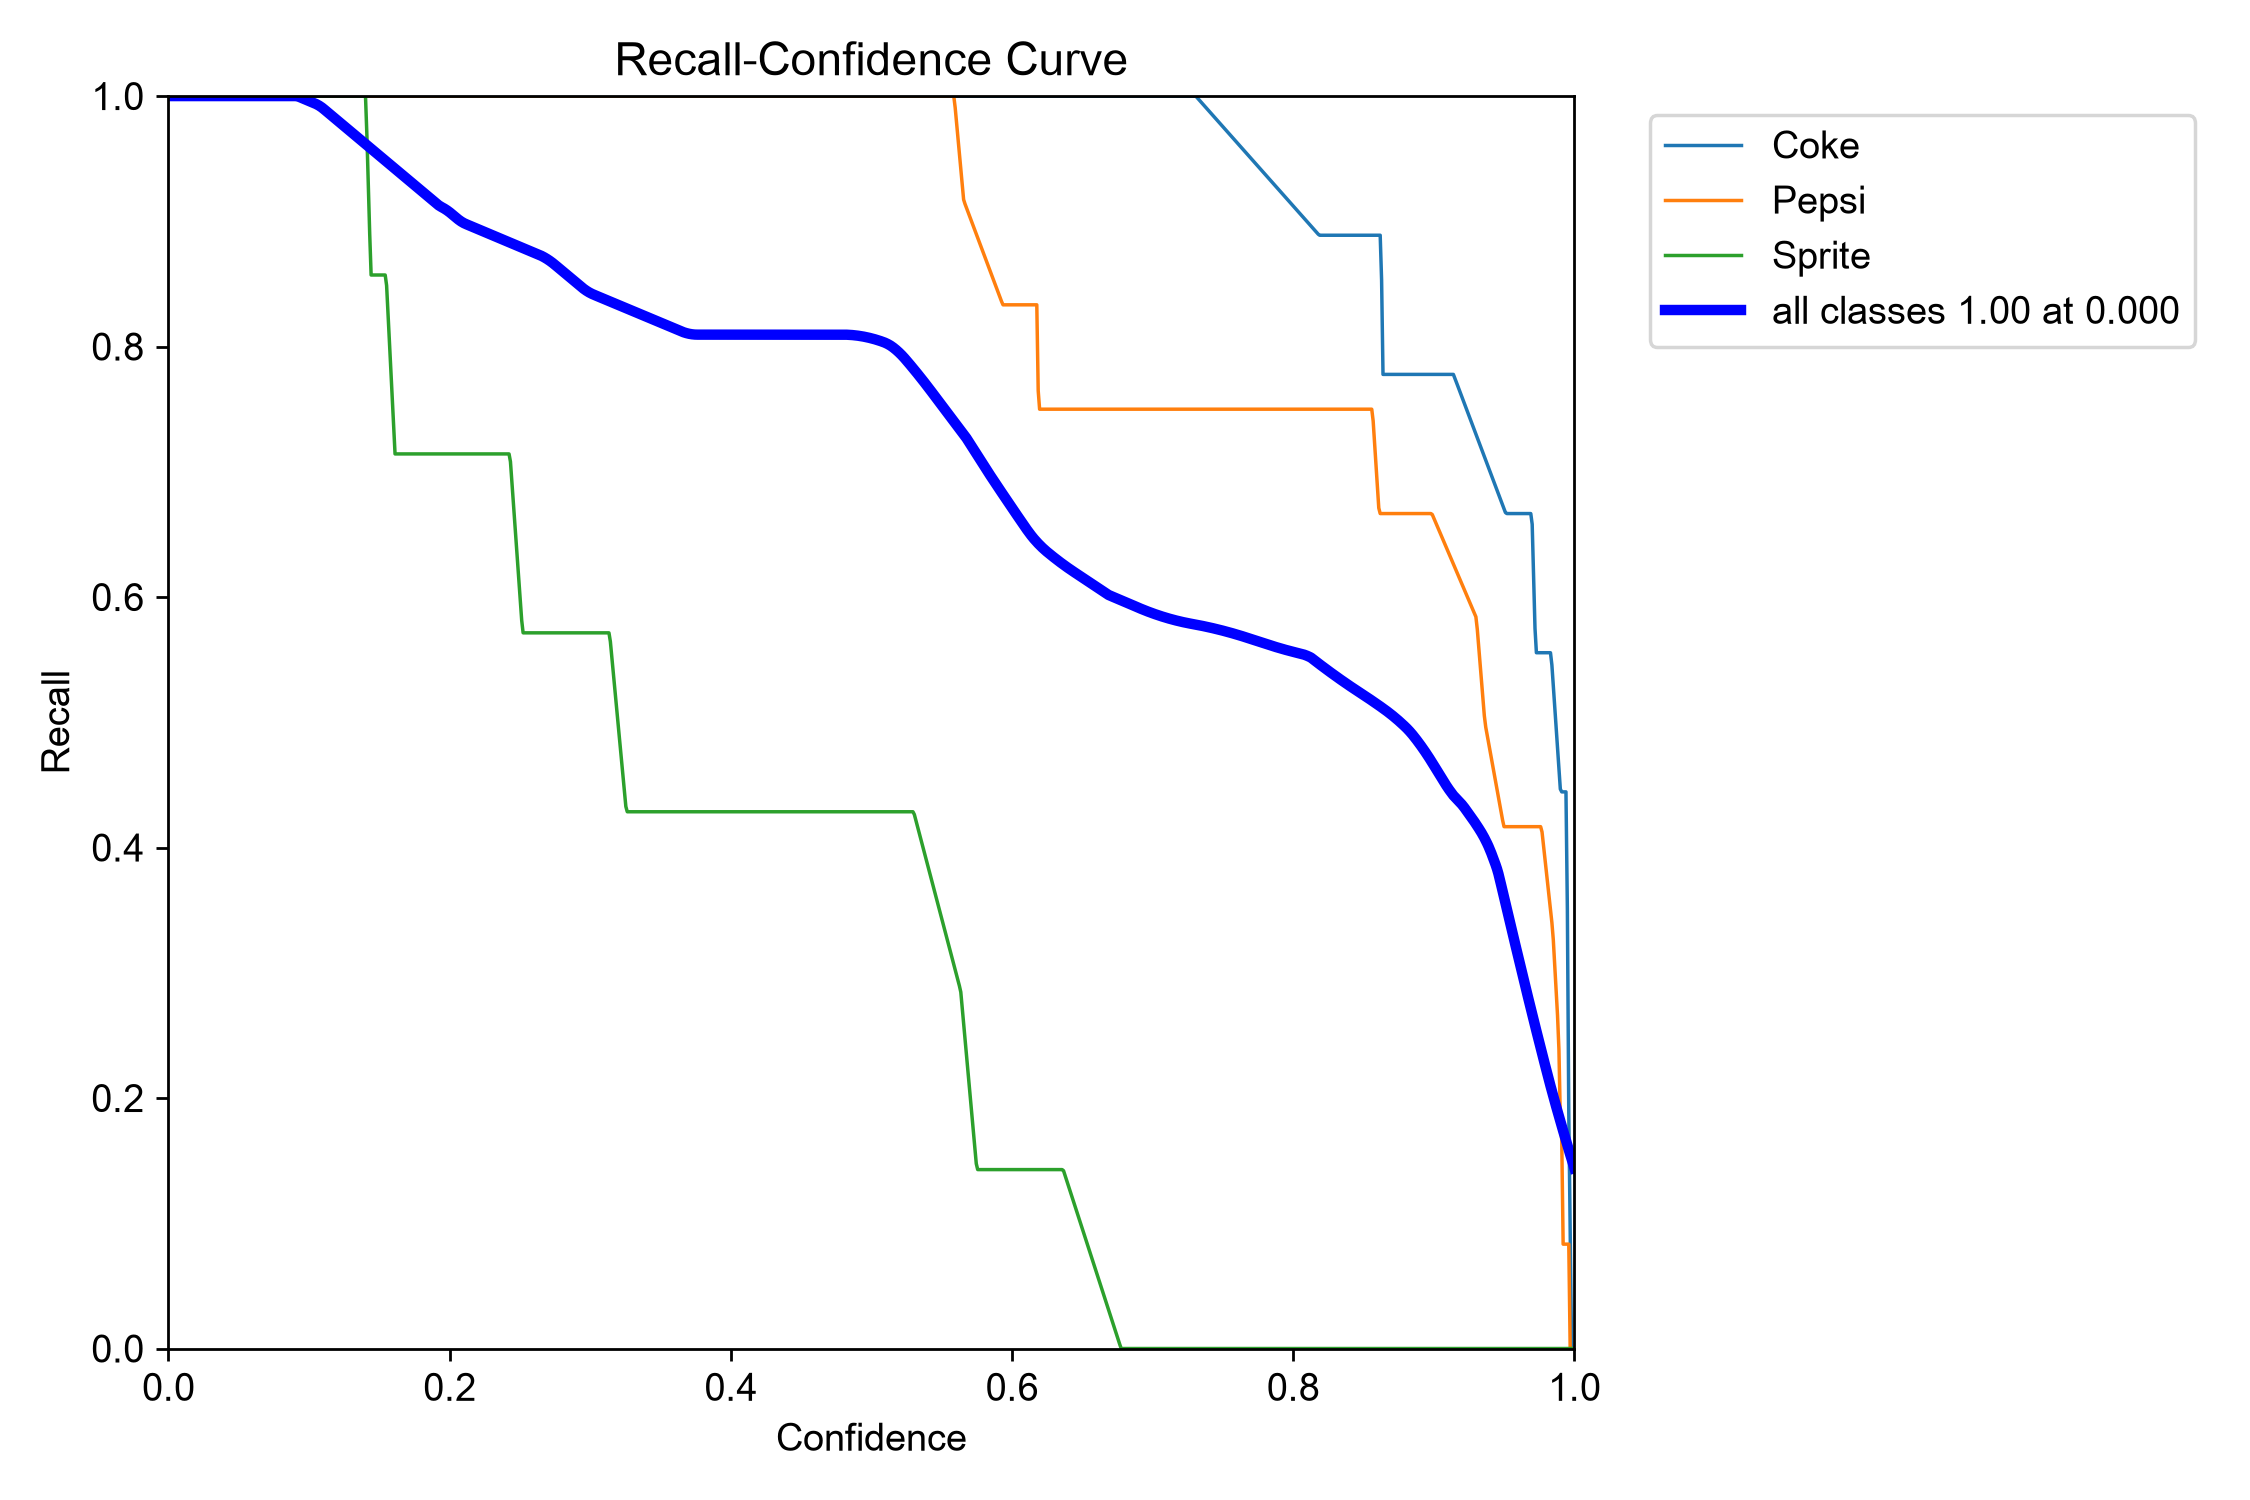 Recall-Confidence Curve
1.0
0.8
0.6
0.4
0.2
0.0
Recall
0.0 0.2 0.4 0.6 0.8 1.0
Confidence
Coke
Pepsi
Sprite
all classes 1.00 at 0.000